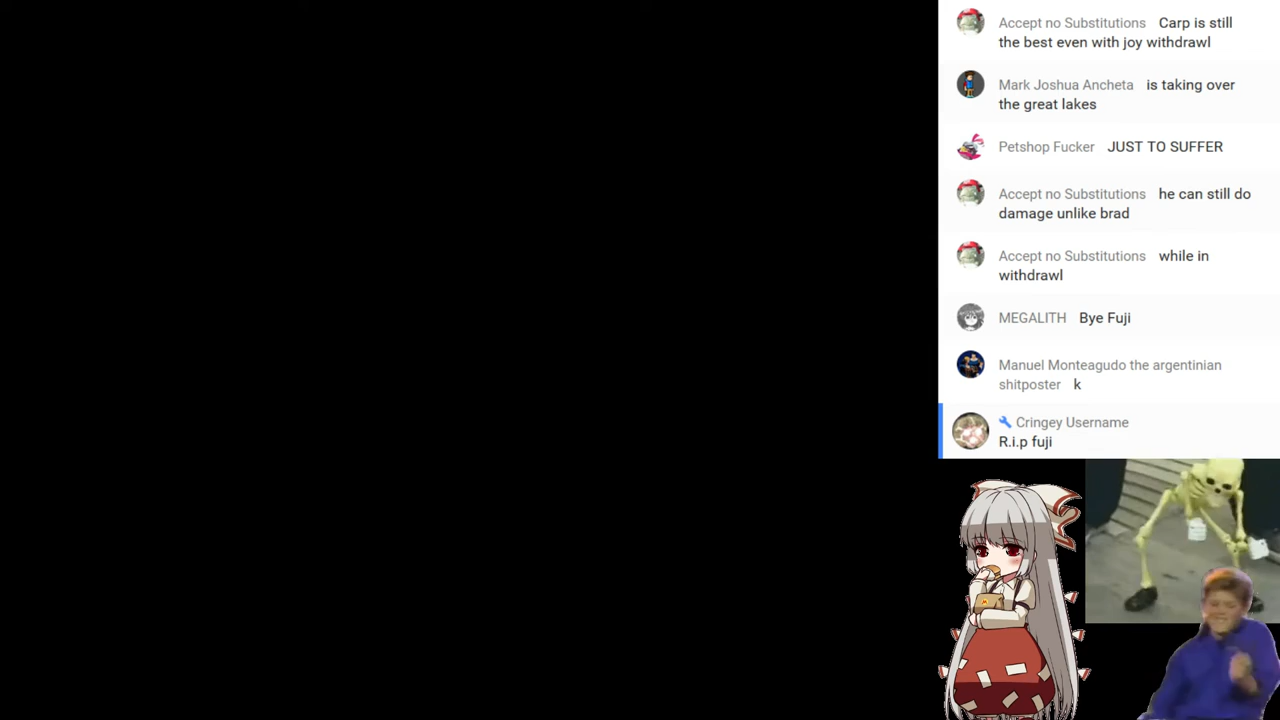 Accept no Substitutions Carp is still
the best even with joy withdrawl
Mark Joshua Ancheta is taking over
the great lakes
Petshop Fucker JUST TO SUFFER
Accept no Substitutions he can still do
damage unlike brad
Accept no Substitutions while in
withdrawl
MEGALITH Bye Fuji
Manuel Monteagudo the argentinian
shitposter k
Cringey Username
R.i.p fuji